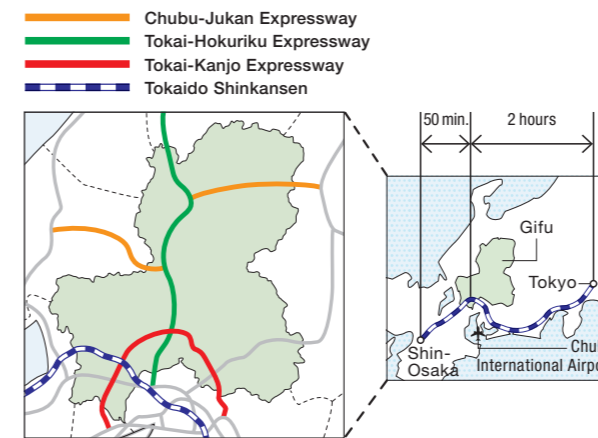 Chubu-Jukan Expressway
Tokai-Hokuriku Expressway
Tokai-Kanjo Expressway
Tokaido Shinkansen
50 min.
2 hours
Gifu
Tokyo
Shin-
Osaka
Chu
International Airpo